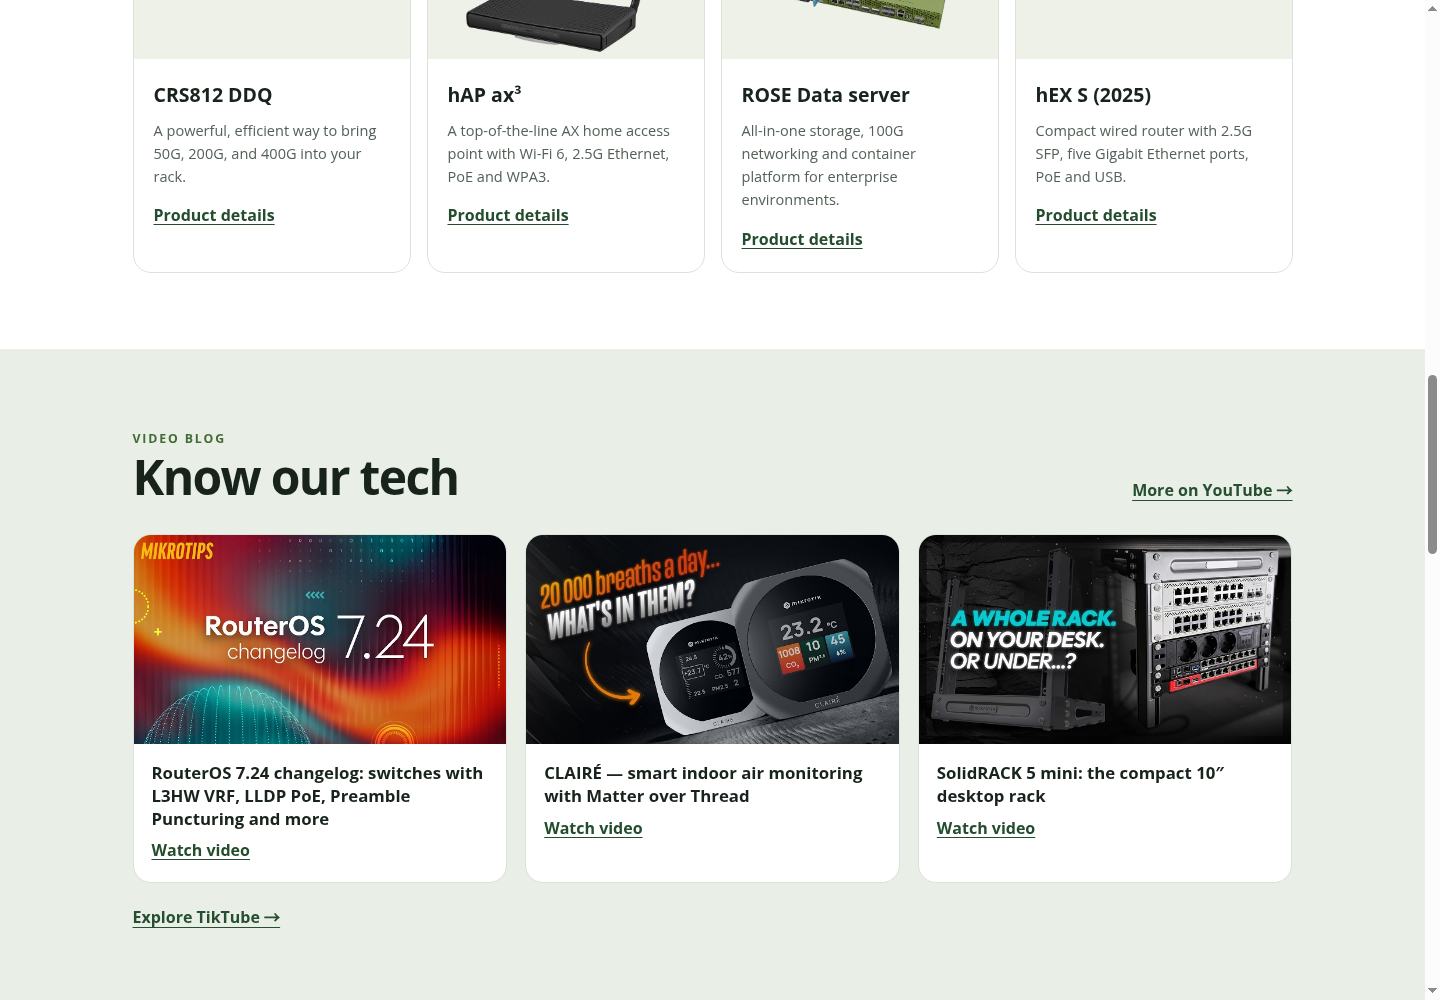 CRS812 DDQ
A powerful, efficient way to bring
50G, 200G, and 400G into your
rack.
Product details
hAP ax³
A top-of-the-line AX home access
point with Wi-Fi 6, 2.5G Ethernet,
PoE and WPA3.
Product details
ROSE Data server
All-in-one storage, 100G
networking and container
platform for enterprise
environments.
Product details
hEX S (2025)
Compact wired router with 2.5G
SFP, five Gigabit Ethernet ports,
PoE and USB.
Product details
VIDEO BLOG
Know our tech
More on YouTube →
MIKROTIPS
RouterOS
changelog
7.24
RouterOS 7.24 changelog: switches with
L3HW VRF, LLDP PoE, Preamble
Puncturing and more
Watch video
20 000 breaths a day...
WHAT'S IN THEM?
MIKROTIK
23.2 °C
1008 10 45
CO₂
CLAIRÉ
CLAIRÉ
CLAIRÉ — smart indoor air monitoring
with Matter over Thread
Watch video
A WHOLE RACK.
ON YOUR DESK.
OR UNDER...?
SolidRACK 5 mini: the compact 10″
desktop rack
Watch video
Explore TikTube →